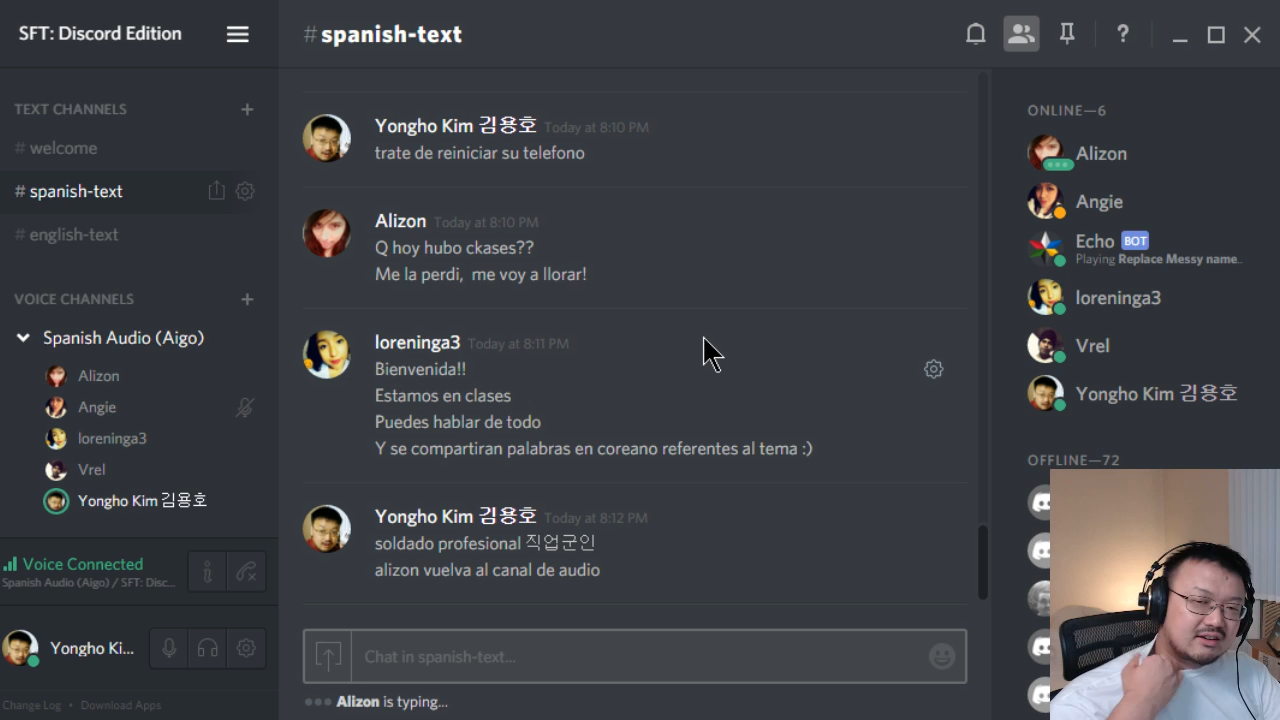 SFT: Discord Edition
TEXT CHANNELS
# welcome
# spanish-text
# english-text
VOICE CHANNELS
Spanish Audio (Aigo)
Alizon
Angie
loreninga3
Vrel
Yongho Kim 김용호
Voice Connected
Spanish Audio (Aigo) / SFT: Disc...
Yongho Ki...
Change Log • Download Apps
#spanish-text
Yongho Kim 김용호 Today at 8:10 PM
trate de reiniciar su telefono
Alizon Today at 8:10 PM
Q hoy hubo ckases??
Me la perdi, me voy a llorar!
loreninga3 Today at 8:11 PM
Bienvenida!!
Estamos en clases
Puedes hablar de todo
Y se compartiran palabras en coreano referentes al tema :)
Yongho Kim 김용호 Today at 8:12 PM
soldado profesional 직업군인
alizon vuelva al canal de audio
Chat in spanish-text...
Alizon is typing...
ONLINE—6
Alizon
Angie
Echo BOT
Playing Replace Messy name..
loreninga3
Vrel
Yongho Kim 김용호
OFFLINE—72